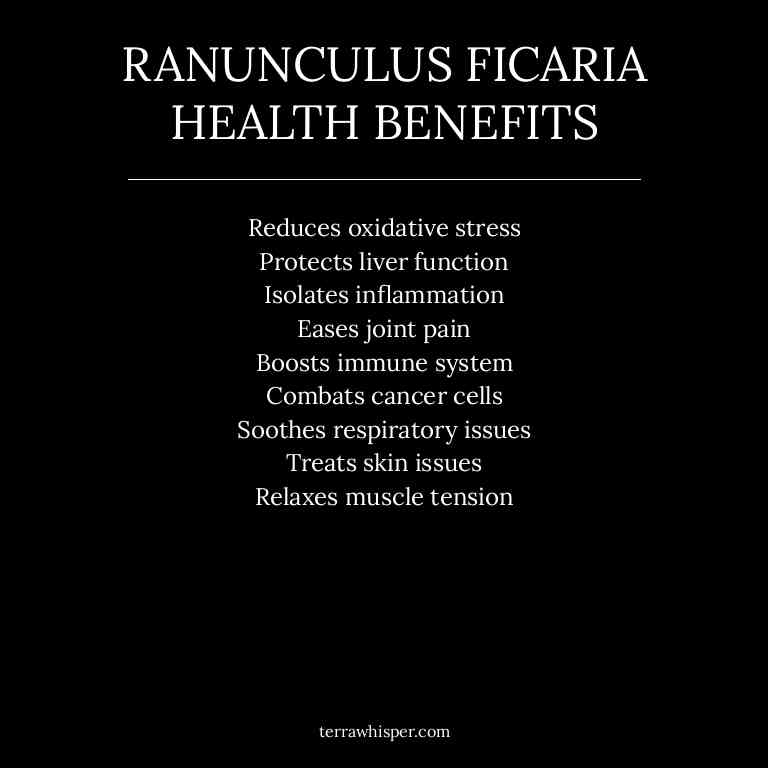 RANUNCULUS FICARIA
HEALTH BENEFITS
Reduces oxidative stress
Protects liver function
Isolates inflammation
Eases joint pain
Boosts immune system
Combats cancer cells
Soothes respiratory issues
Treats skin issues
Relaxes muscle tension
terrawhisper.com